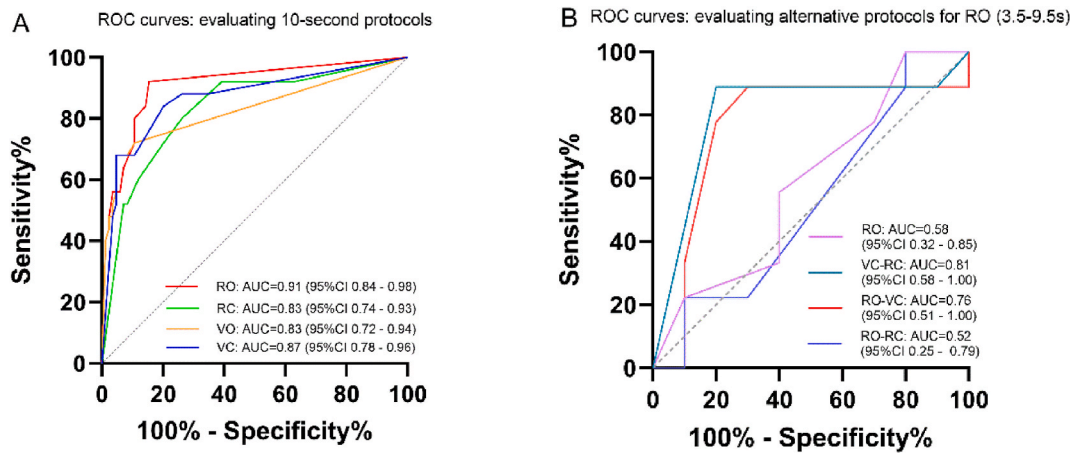 A
ROC curves: evaluating 10-second protocols
Sensitivity%
100
80
60
40
20
0
0 20 40 60 80 100
100% - Specificity%
RO: AUC=0.91 (95%CI 0.84 - 0.98)
RC: AUC=0.83 (95%CI 0.74 - 0.93)
VO: AUC=0.83 (95%CI 0.72 - 0.94)
VC: AUC=0.87 (95%CI 0.78 - 0.96)
B
ROC curves: evaluating alternative protocols for RO (3.5-9.5s)
Sensitivity%
100
80
60
40
20
0
0 20 40 60 80 100
100% - Specificity%
RO: AUC=0.58
(95%CI 0.32 - 0.85)
VC-RC: AUC=0.81
(95%CI 0.58 - 1.00)
RO-VC: AUC=0.76
(95%CI 0.51 - 1.00)
RO-RC: AUC=0.52
(95%CI 0.25 - 0.79)